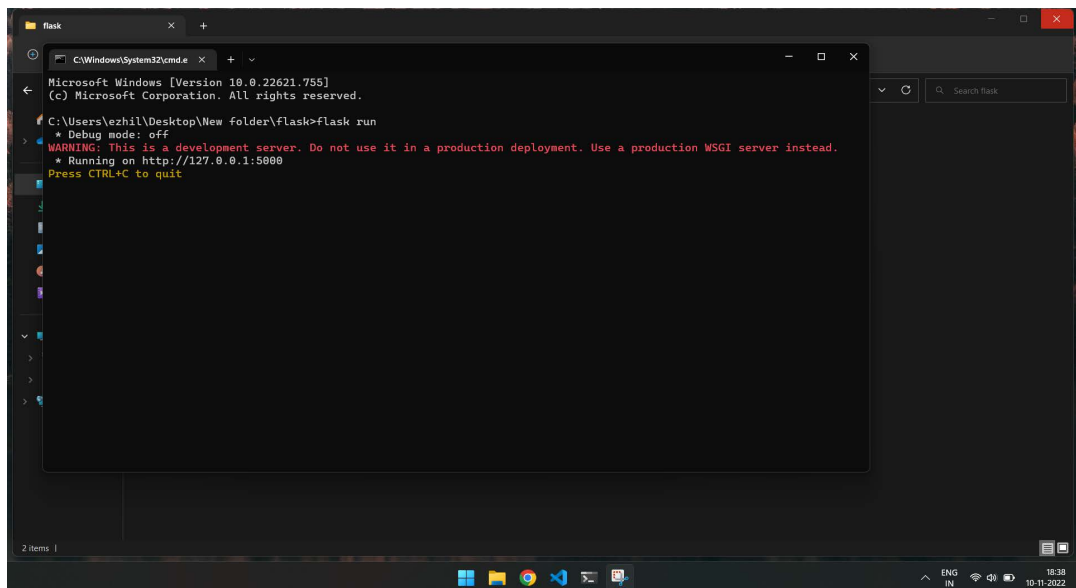 flask
C:\Windows\System32\cmd.e
Search flask
Microsoft Windows [Version 10.0.22621.755]
(c) Microsoft Corporation. All rights reserved.
C:\Users\ezhil\Desktop\New folder\flask>flask run
* Debug mode: off
WARNING: This is a development server. Do not use it in a production deployment. Use a production WSGI server instead.
* Running on http://127.0.0.1:5000
Press CTRL+C to quit
2 items
ENG
IN
18:38
10-11-2022